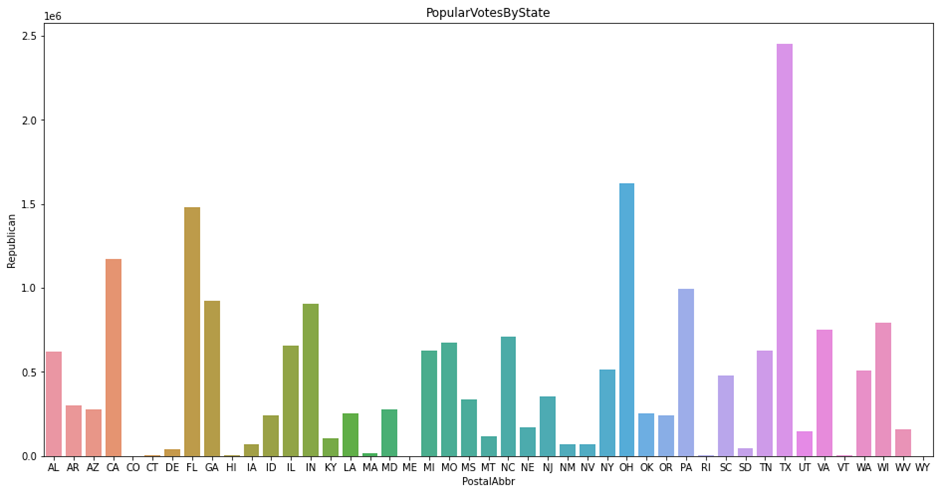 PopularVotesByState
1e6
2.5
2.0
1.5
1.0
0.5
0.0
Republican
AL AR AZ CA CO CT DE FL GA HI IA ID IL IN KY LA MA MD ME MI MO MS MT NC NE NJ NM NV NY OH OK OR PA RI SC SD TN TX UT VA VT WA WI WV WY
PostalAbbr